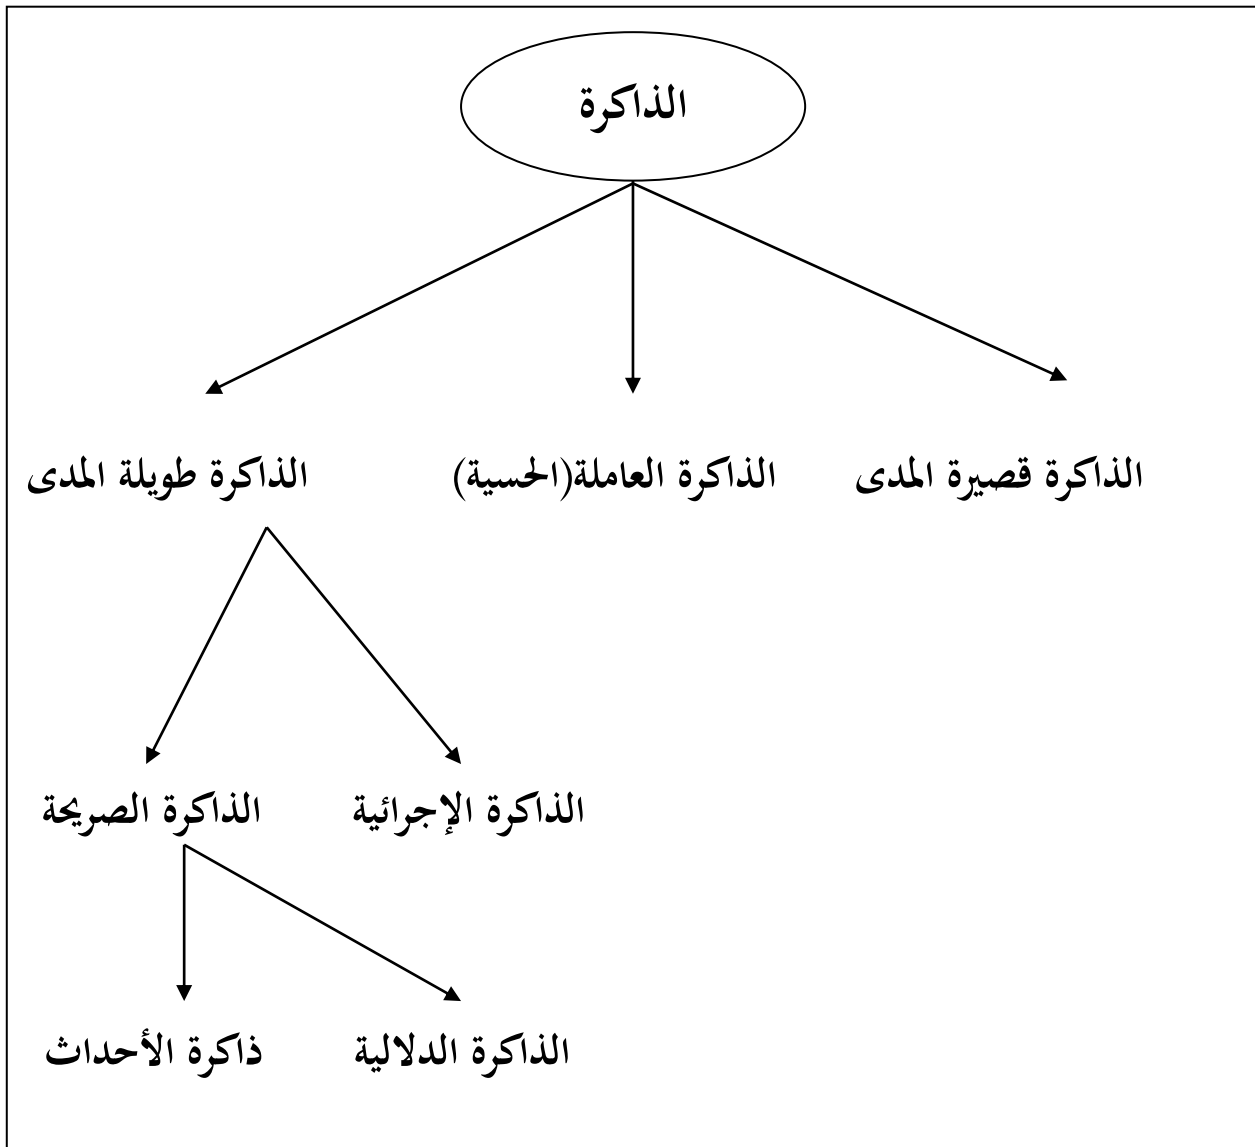 الذاكرة
الذاكرة قصيرة المدى
الذاكرة العاملة(الحسية)
الذاكرة طويلة المدى
الذاكرة الإجرائية
الذاكرة الصريحة
الذاكرة الدلالية
ذاكرة الأحداث